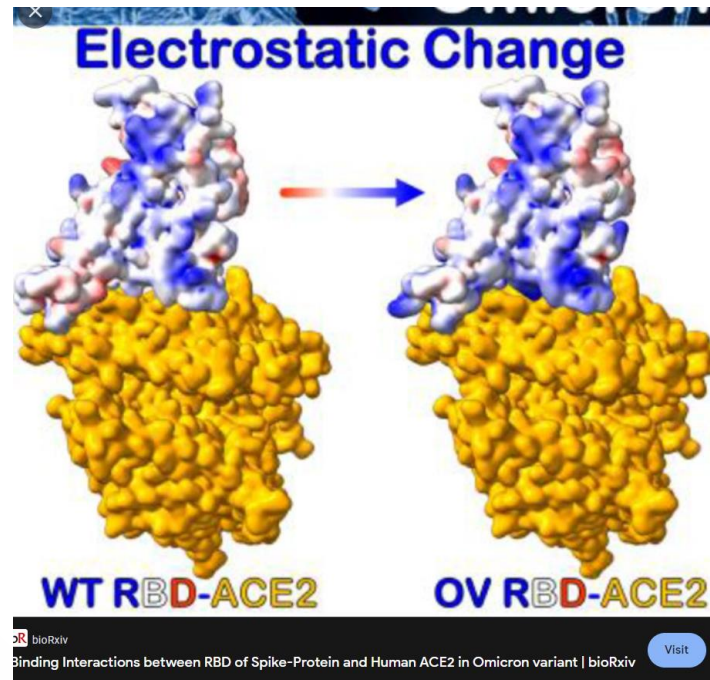 Electrostatic Change
WT RBD-ACE2
OV RBD-ACE2
bioRxiv
Binding Interactions between RBD of Spike-Protein and Human ACE2 in Omicron variant | bioRxiv
Visit